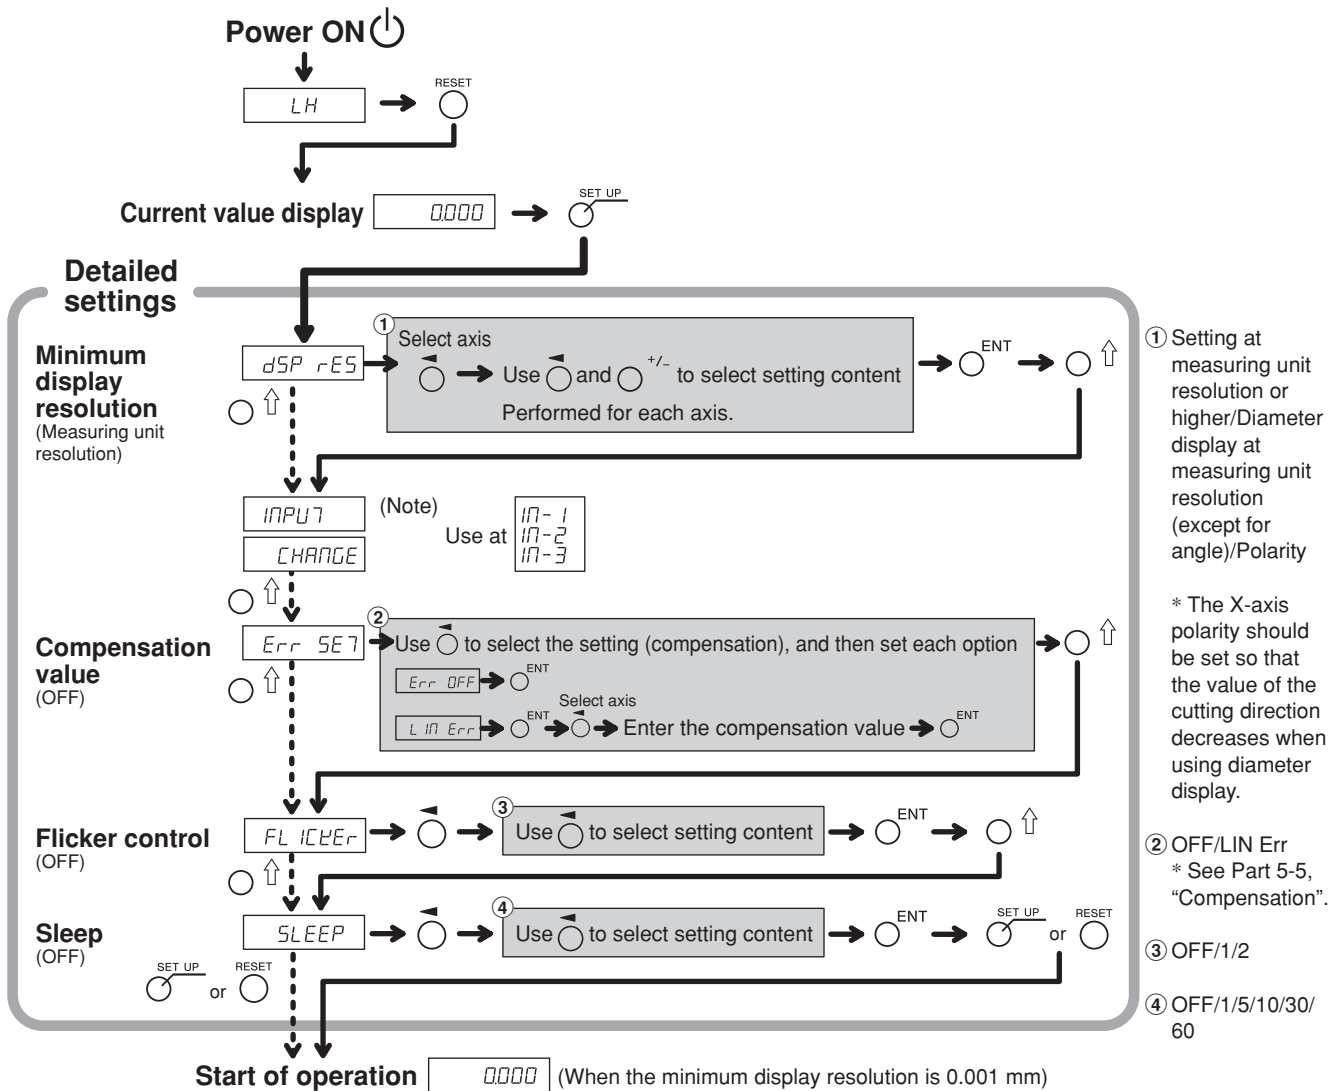 Power ON
LH
RESET
Current value display
0.000
SET UP
Detailed
settings
Minimum
display
resolution
(Measuring unit
resolution)
dSP rES
①
Select axis
Use and +/- to select setting content
Performed for each axis.
ENT
INPUT
CHANGE
(Note)
Use at
IN-1
IN-2
IN-3
Compensation
value
(OFF)
Err SET
②
Use to select the setting (compensation), and then set each option
Err OFF
ENT
LIN Err
ENT
Select axis
Enter the compensation value
ENT
Flicker control
(OFF)
FLICKEr
③
Use to select setting content
ENT
Sleep
(OFF)
SLEEP
④
Use to select setting content
ENT
SET UP
or
RESET
SET UP
or
RESET
Start of operation
0.000
(When the minimum display resolution is 0.001 mm)
① Setting at
measuring unit
resolution or
higher/Diameter
display at
measuring unit
resolution
(except for
angle)/Polarity
* The X-axis
polarity should
be set so that
the value of the
cutting direction
decreases when
using diameter
display.
② OFF/LIN Err
* See Part 5-5,
“Compensation”.
③ OFF/1/2
④ OFF/1/5/10/30/
60